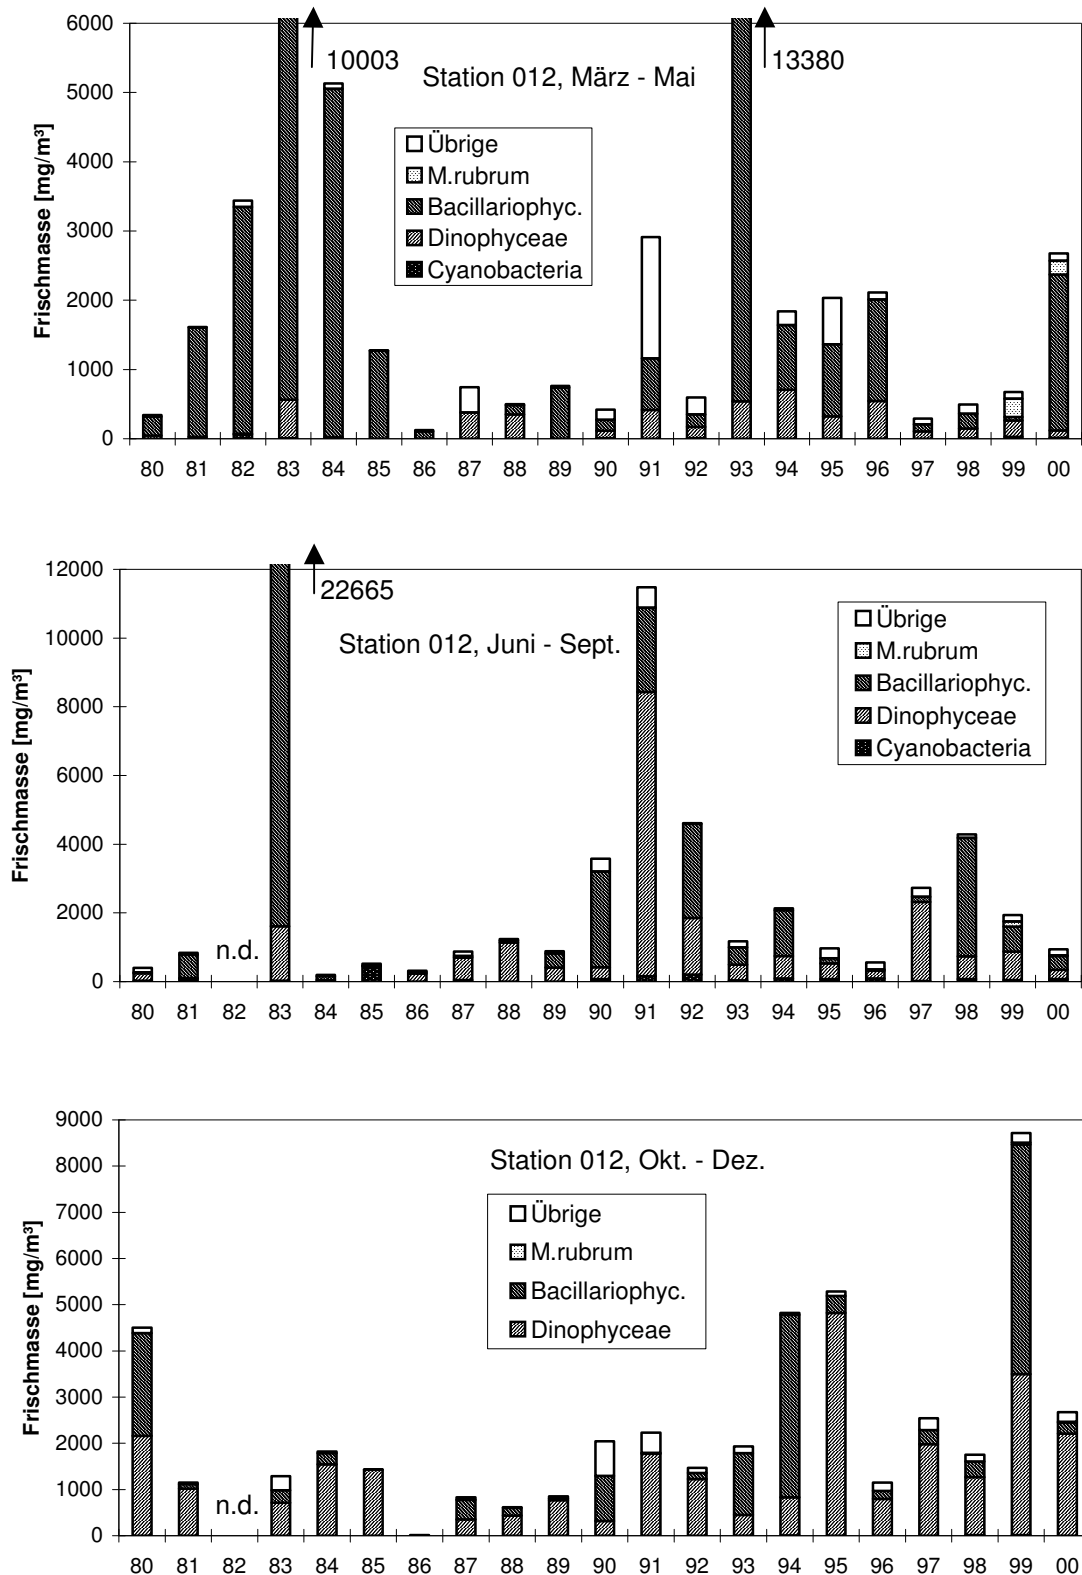 6000
10003
13380
Station 012, März - Mai
5000
Übrige
4000
M.rubrum
Bacillariophyc.
3000
Dinophyceae
Cyanobacteria
2000
1000
0
Frischmasse [mg/m³]
80 81 82 83 84 85 86 87 88 89 90 91 92 93 94 95 96 97 98 99 00
12000
22665
Station 012, Juni - Sept.
10000
Übrige
M.rubrum
8000
Bacillariophyc.
Dinophyceae
6000
Cyanobacteria
4000
2000
n.d.
0
Frischmasse [mg/m³]
80 81 82 83 84 85 86 87 88 89 90 91 92 93 94 95 96 97 98 99 00
9000
Station 012, Okt. - Dez.
8000
7000
Übrige
6000
M.rubrum
Bacillariophyc.
5000
Dinophyceae
4000
3000
2000
1000
n.d.
0
Frischmasse [mg/m³]
80 81 82 83 84 85 86 87 88 89 90 91 92 93 94 95 96 97 98 99 00